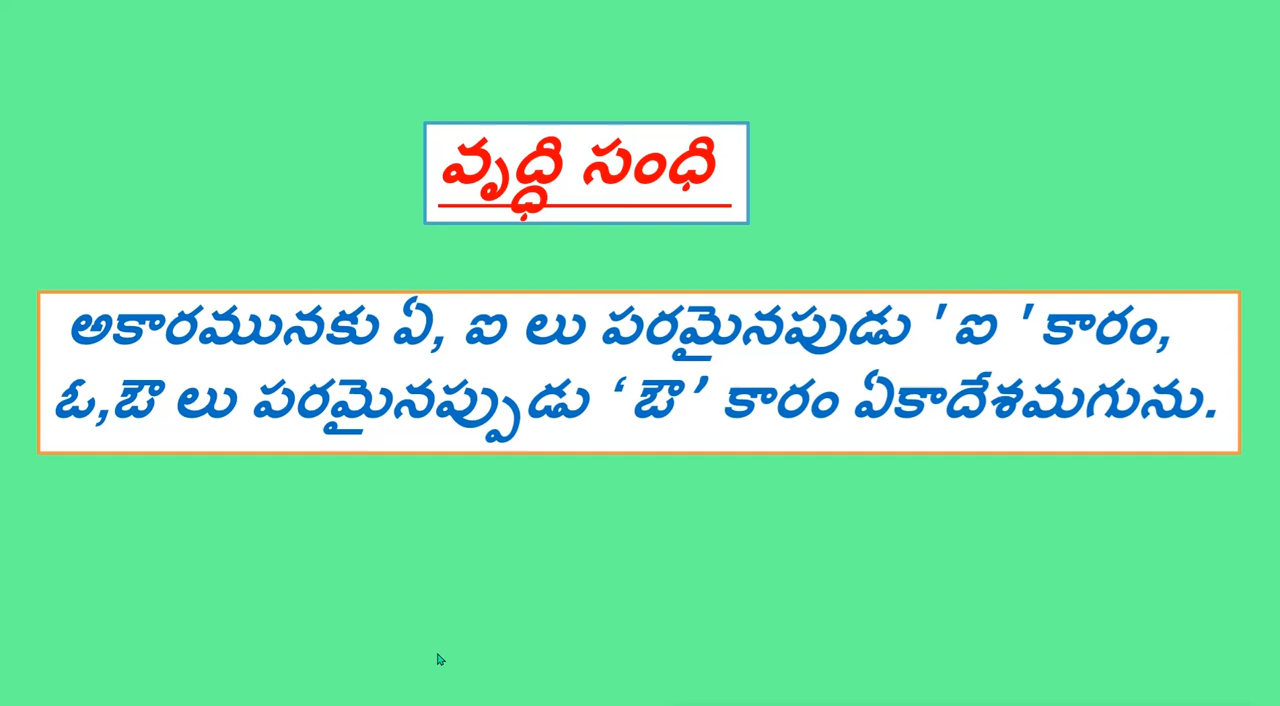 వృద్ధి సంధి
అకారమునకు ఏ, ఐ లు పరమైనపుడు ' ఐ ' కారం,
ఓ,ఔ లు పరమైనప్పుడు ‘ఔ’ కారం ఏకాదేశమగును.